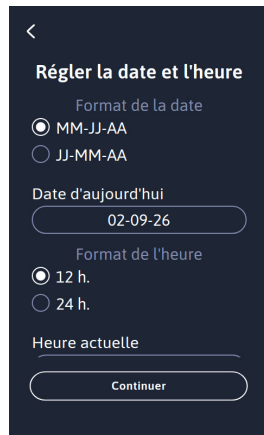 Régler la date et l'heure
Format de la date
MM-JJ-AA
JJ-MM-AA
Date d'aujourd'hui
02-09-26
Format de l'heure
12 h.
24 h.
Heure actuelle
Continuer